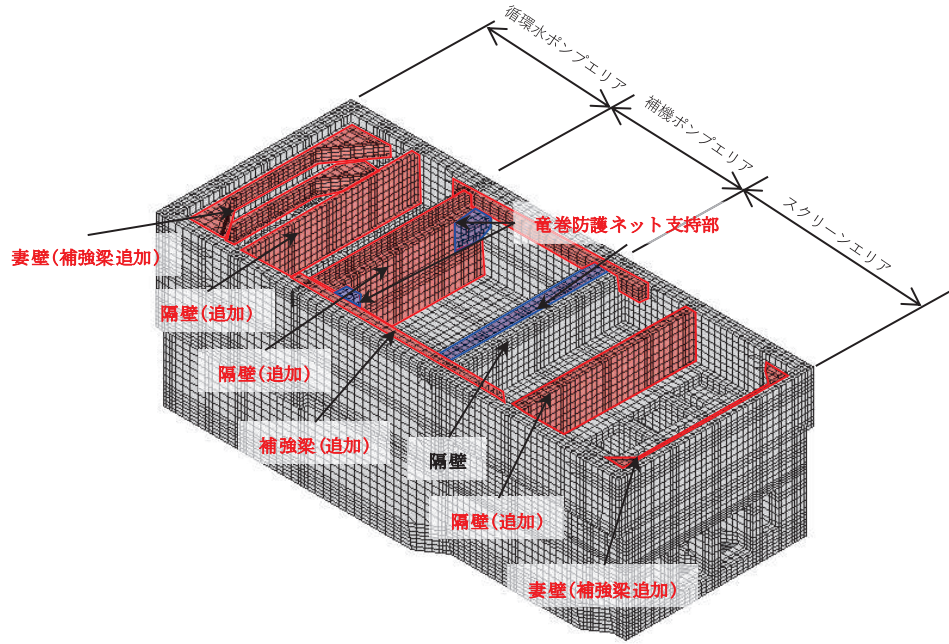 循環水ポンプエリア
補機ポンプエリア
スクリーンエリア
竜巻防護ネット支持部
妻壁(補強梁追加)
隔壁(追加)
隔壁(追加)
補強梁(追加)
隔壁
隔壁(追加)
妻壁(補強梁追加)